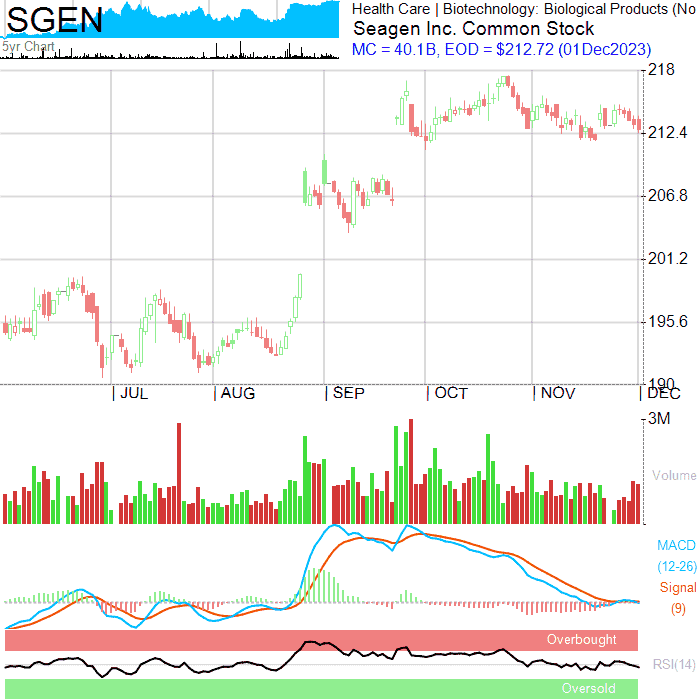 SGEN
Health Care | Biotechnology: Biological Products (No
Seagen Inc. Common Stock
5yr Chart
MC = 40.1B, EOD = $212.72 (01Dec2023)
218
212.4
206.8
201.2
195.6
190
JUL
AUG
SEP
OCT
NOV
DEC
3M
Volume
MACD
(12-26)
Signal
(9)
Overbought
RSI(14)
Oversold